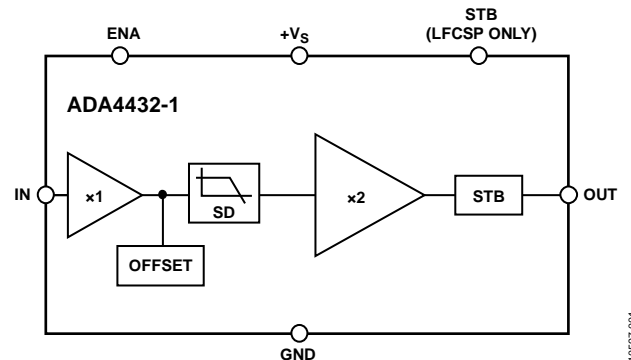 STB
(LFCSP ONLY)
ENA
+VS
ADA4432-1
IN
×1
SD
×2
STB
OUT
OFFSET
GND